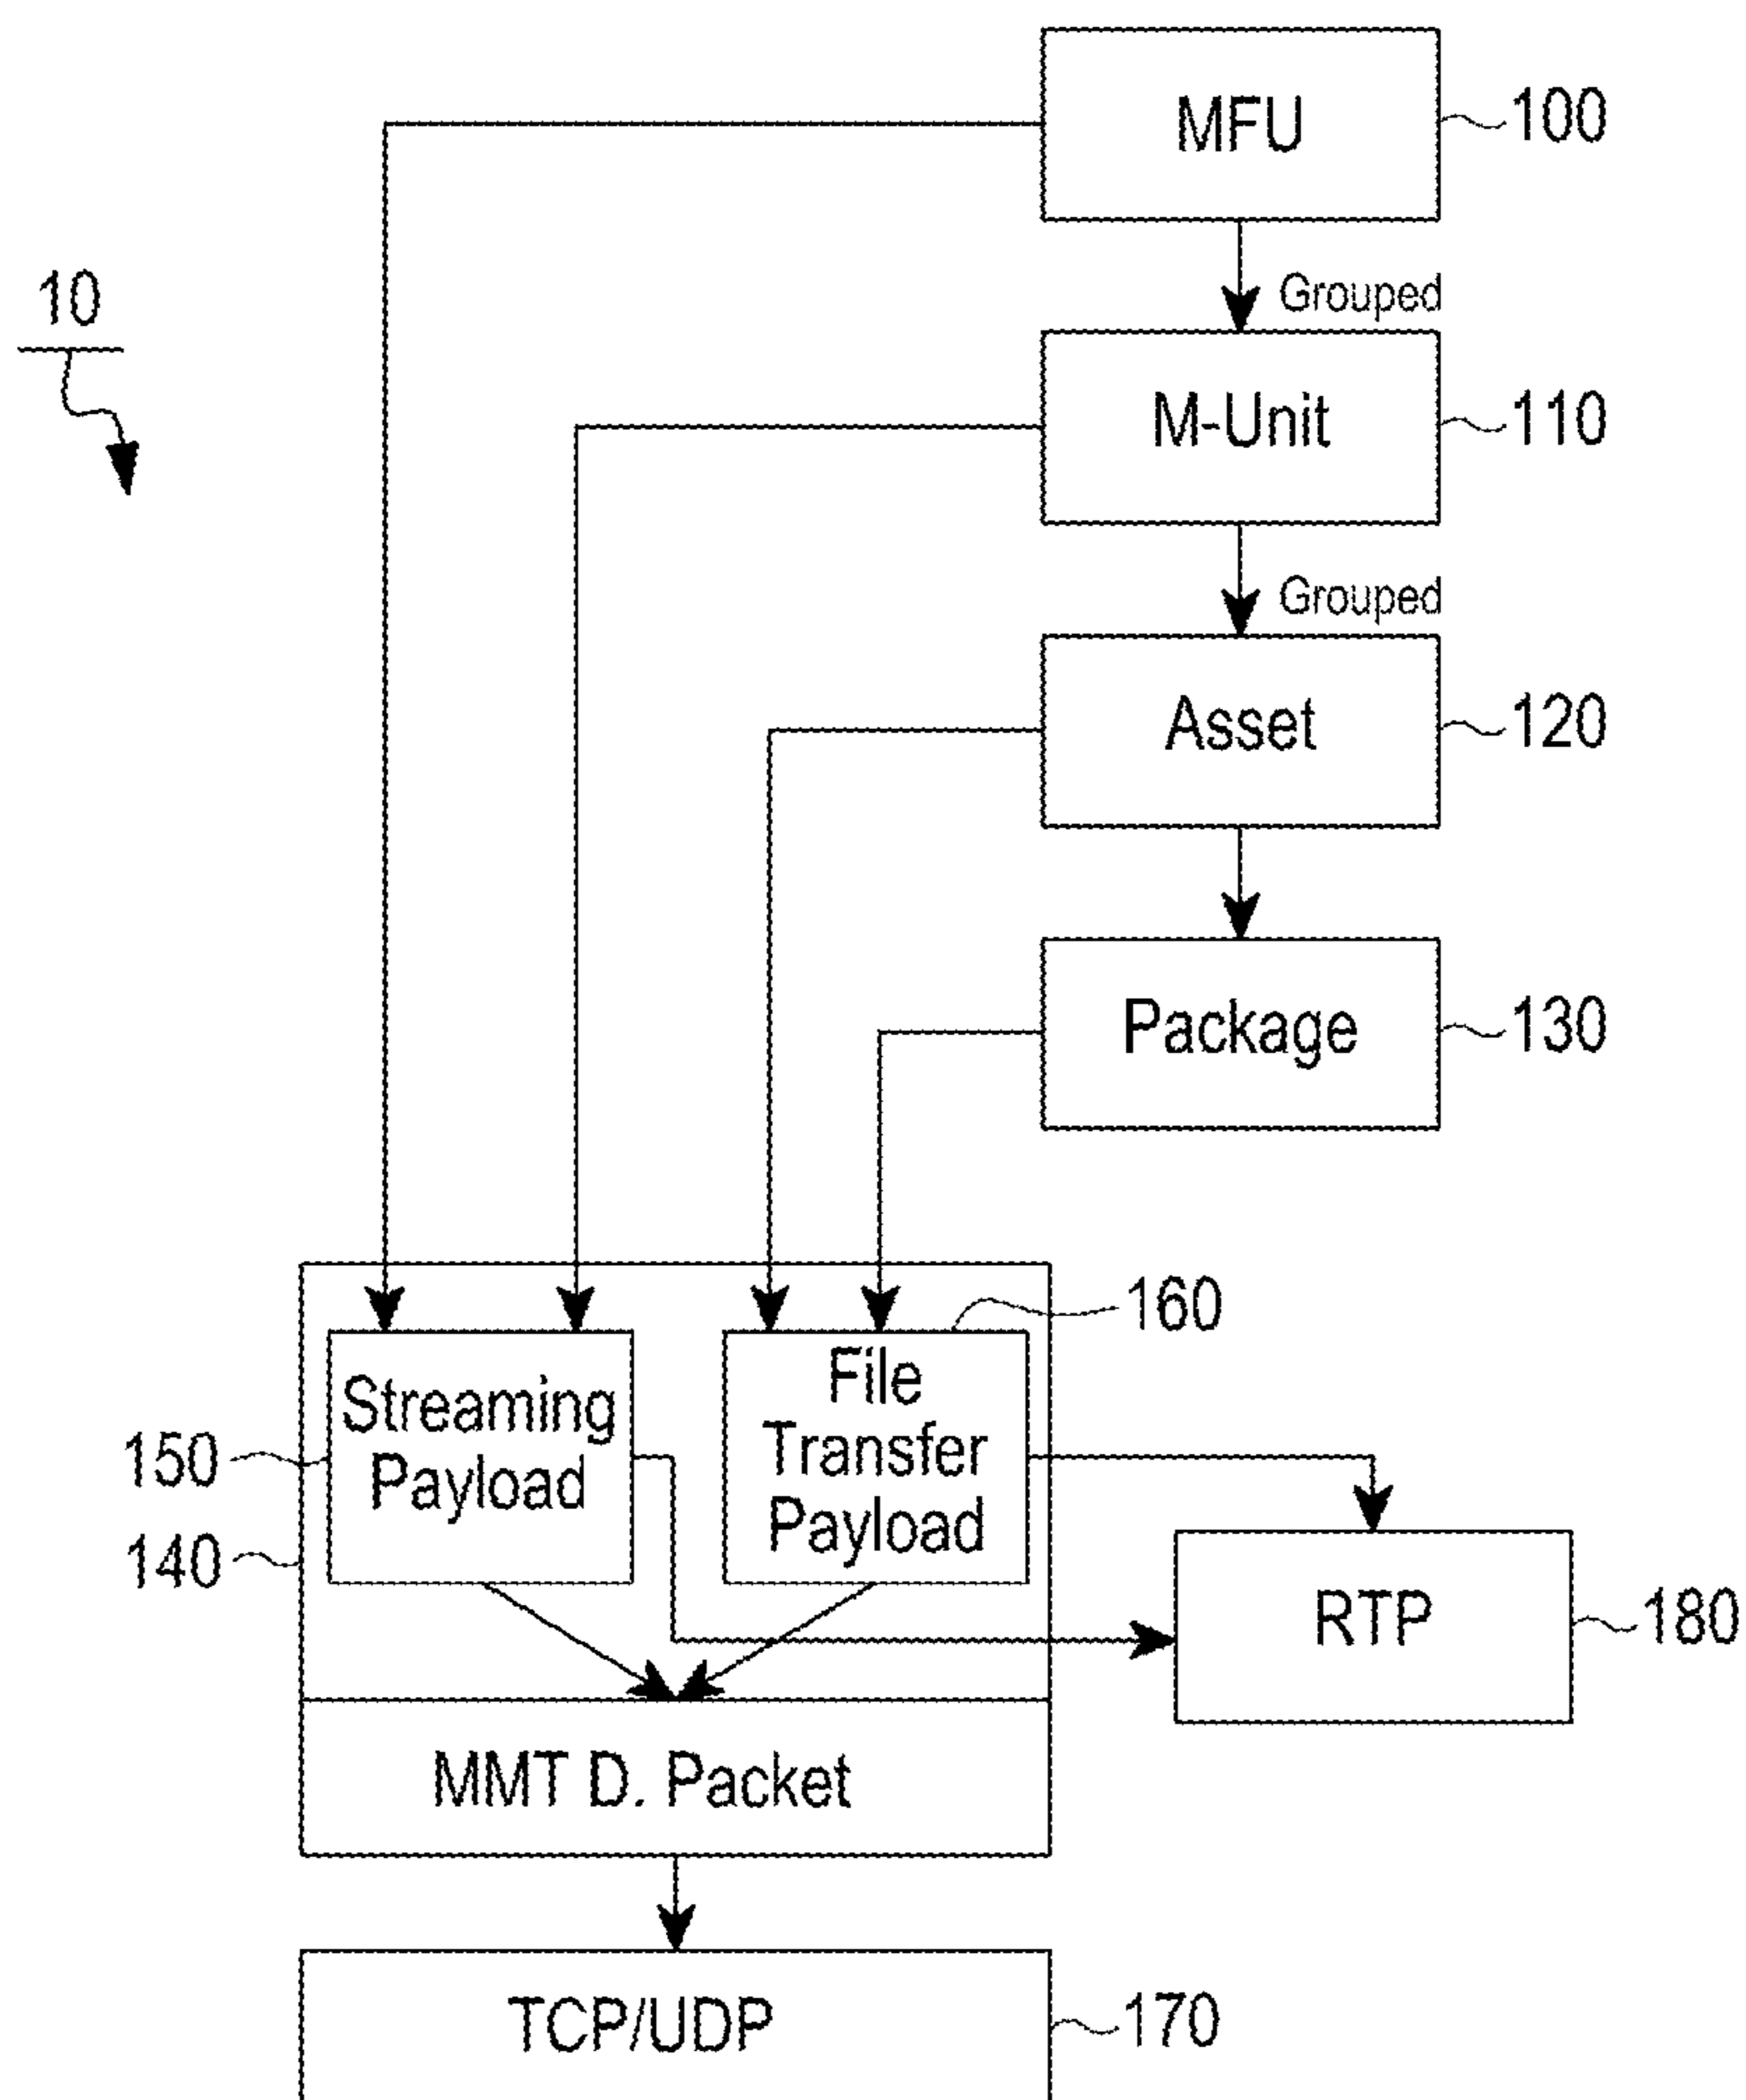 MFU
100
10
Grouped
M-Unit
110
Grouped
Asset
120
Package
130
160
Streaming
Payload
File
Transfer
Payload
150
140
RTP
180
MMT D. Packet
TCP/UDP
170